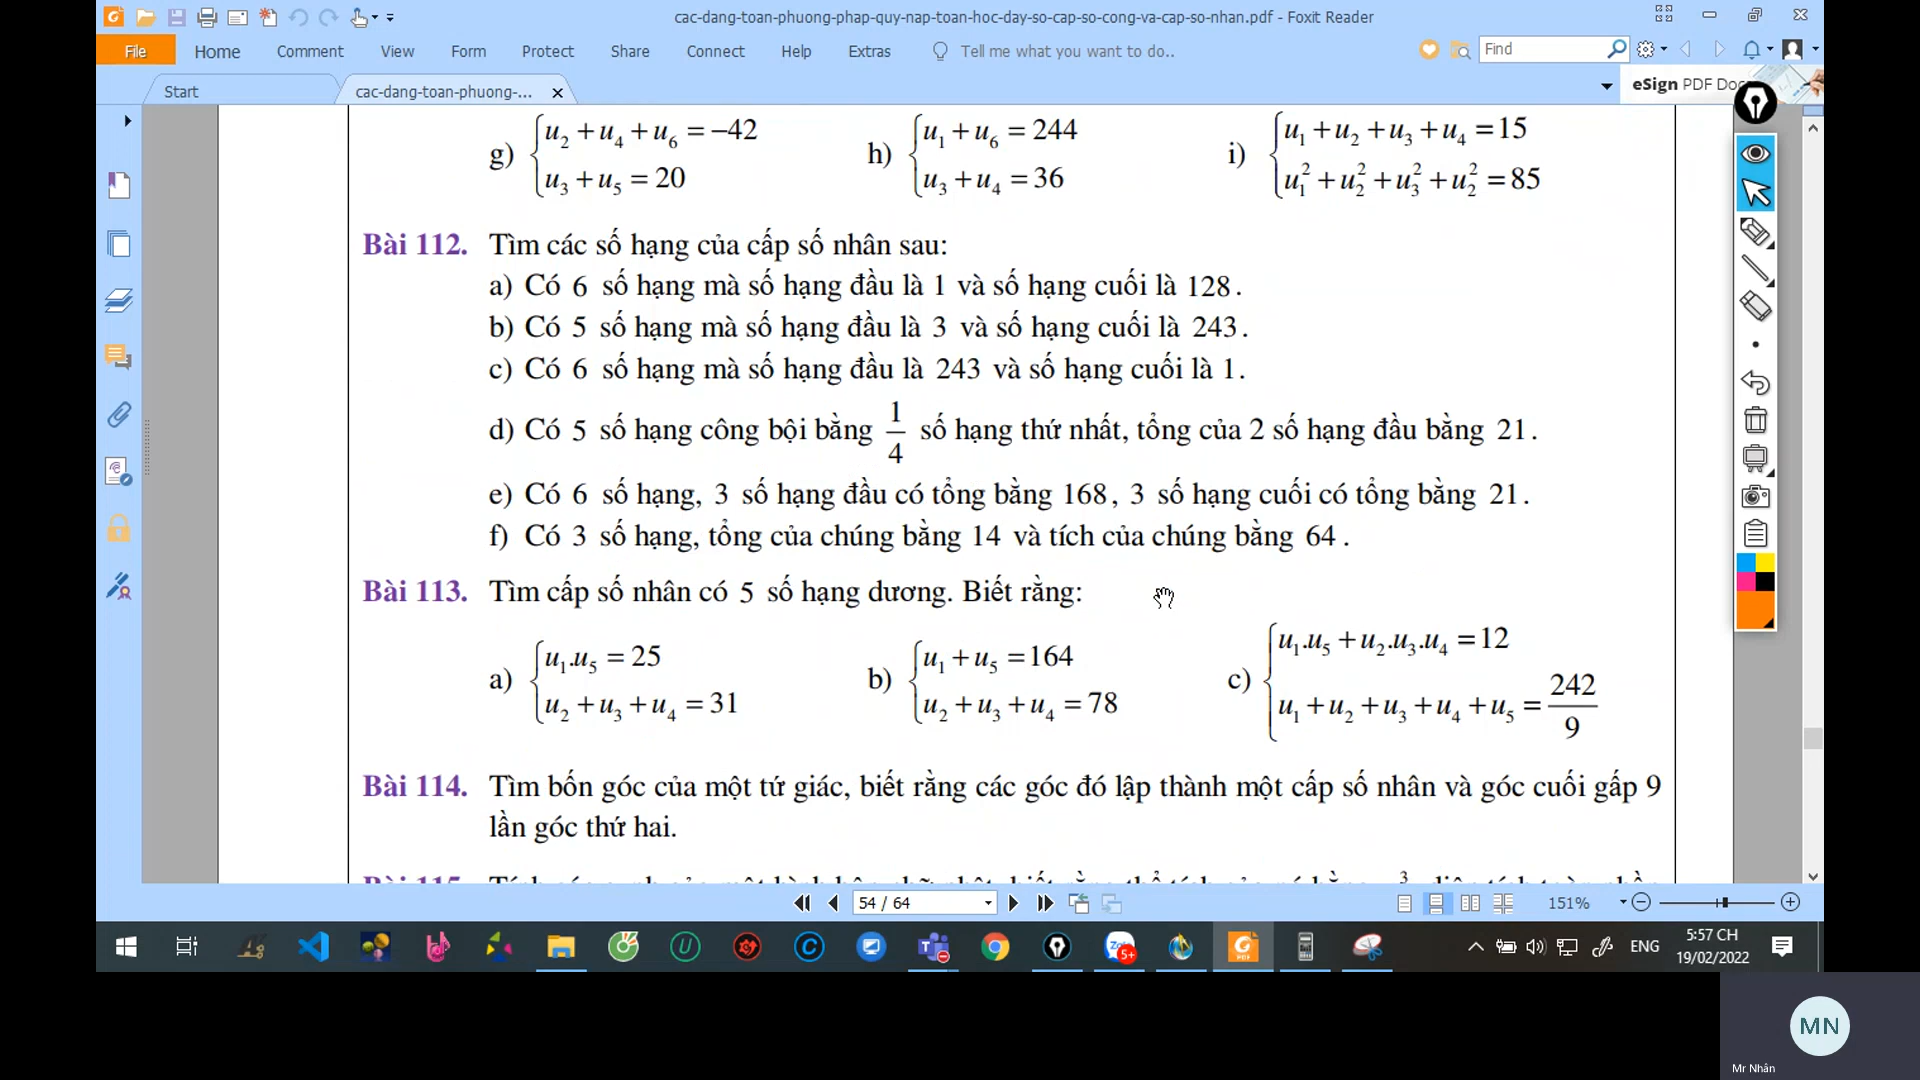 cac-dang-toan-phuong-phap-quy-nap-toan-hoc-day-so-cap-so-cong-va-cap-so-nhan.pdf - Foxit Reader
File Home Comment View Form Protect Share Connect Help Extras Tell me what you want to do.. Find
Start cac-dang-toan-phuong-... eSign PDF Doc
g) {u₂ + u₄ + u₆ = −42 h) {u₁ + u₆ = 244 i) {u₁ + u₂ + u₃ + u₄ = 15
u₃ + u₅ = 20 u₃ + u₄ = 36 u₁² + u₂² + u₃² + u₂² = 85
Bài 112. Tìm các số hạng của cấp số nhân sau:
a) Có 6 số hạng mà số hạng đầu là 1 và số hạng cuối là 128.
b) Có 5 số hạng mà số hạng đầu là 3 và số hạng cuối là 243.
c) Có 6 số hạng mà số hạng đầu là 243 và số hạng cuối là 1.
d) Có 5 số hạng công bội bằng 1/4 số hạng thứ nhất, tổng của 2 số hạng đầu bằng 21.
e) Có 6 số hạng, 3 số hạng đầu có tổng bằng 168, 3 số hạng cuối có tổng bằng 21.
f) Có 3 số hạng, tổng của chúng bằng 14 và tích của chúng bằng 64.
Bài 113. Tìm cấp số nhân có 5 số hạng dương. Biết rằng:
a) {u₁.u₅ = 25 b) {u₁ + u₅ = 164 c) {u₁.u₅ + u₂.u₃.u₄ = 12
u₂ + u₃ + u₄ = 31 u₂ + u₃ + u₄ = 78 u₁ + u₂ + u₃ + u₄ + u₅ = 242/9
Bài 114. Tìm bốn góc của một tứ giác, biết rằng các góc đó lập thành một cấp số nhân và góc cuối gấp 9
lần góc thứ hai.
54 / 64 151%
ENG 5:57 CH
19/02/2022
MN
Mr Nhân